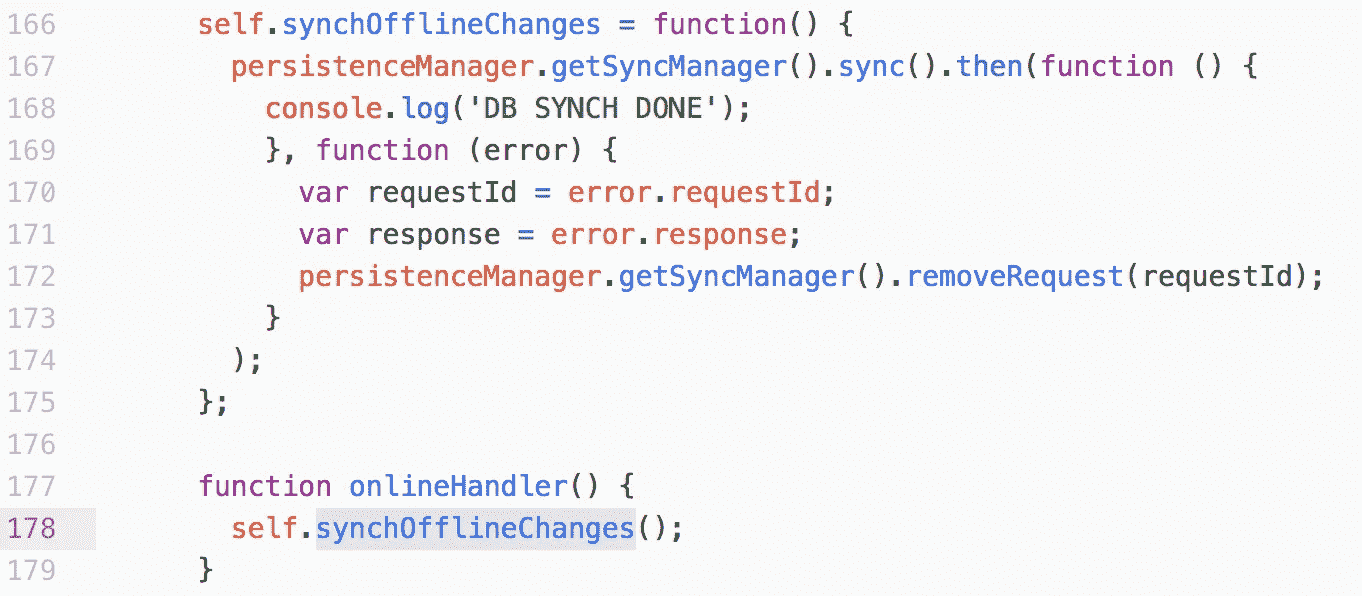 166 self.synchOfflineChanges = function() {
167 persistenceManager.getSyncManager().sync().then(function () {
168 console.log('DB SYNCH DONE');
169 }, function (error) {
170 var requestId = error.requestId;
171 var response = error.response;
172 persistenceManager.getSyncManager().removeRequest(requestId);
173 }
174 );
175 };
176
177 function onlineHandler() {
178 self.synchOfflineChanges();
179 }